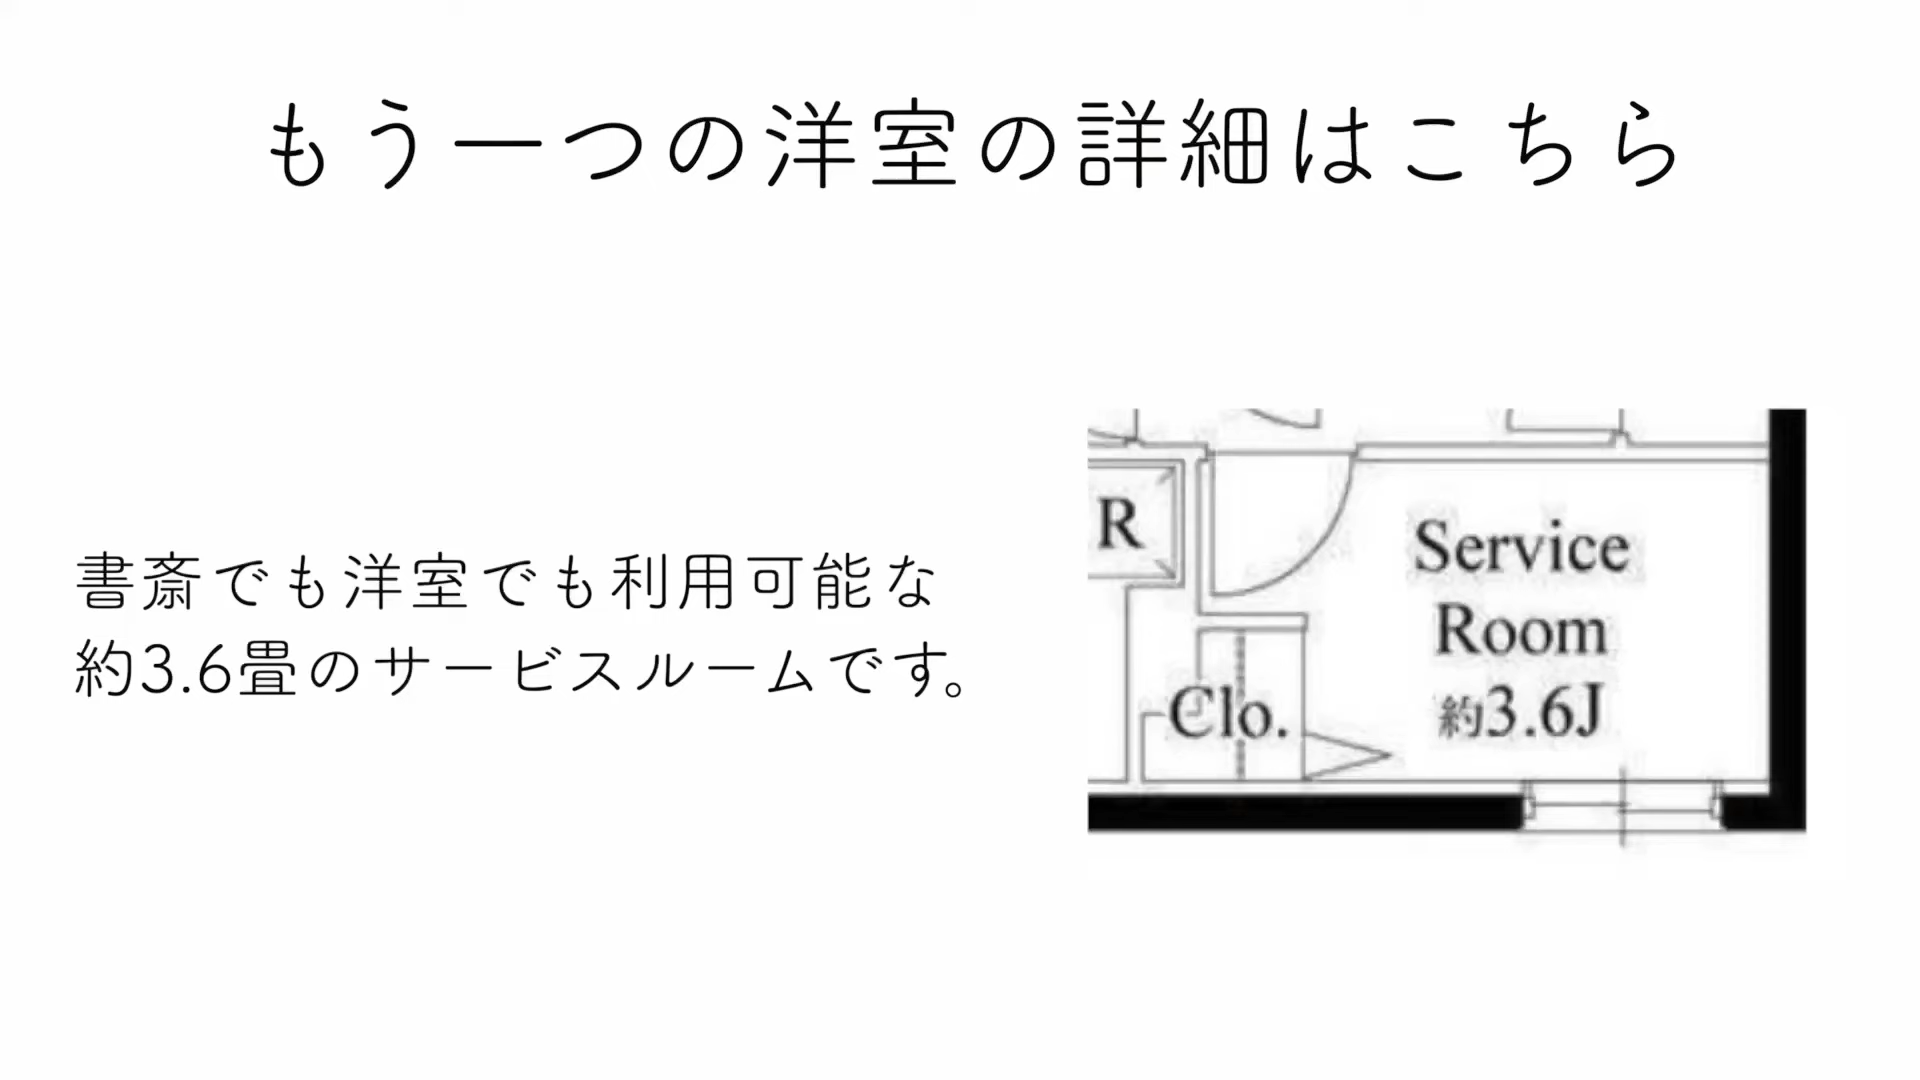 もう一つの洋室の詳細はこちら
書斎でも洋室でも利用可能な
約3.6畳のサービスルームです。
R
Service
Room
約3.6J
Clo.